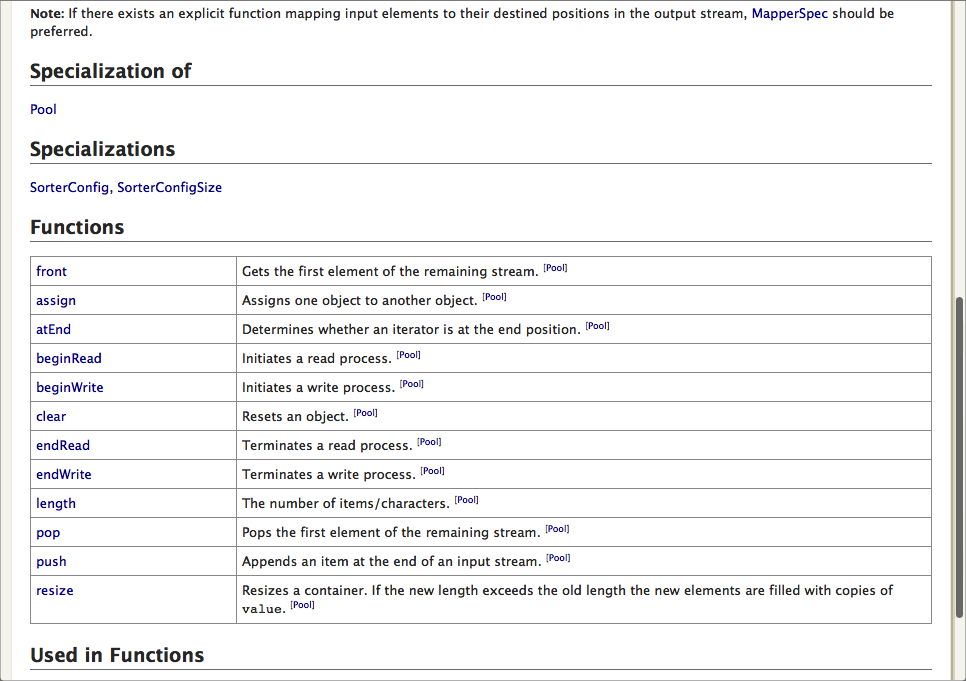 Note: If there exists an explicit function mapping input elements to their destined positions in the output stream, MapperSpec should be
preferred.
Specialization of
Pool
Specializations
SorterConfig, SorterConfigSize
Functions
front Gets the first element of the remaining stream. [Pool]
assign Assigns one object to another object. [Pool]
atEnd Determines whether an iterator is at the end position. [Pool]
beginRead Initiates a read process. [Pool]
beginWrite Initiates a write process. [Pool]
clear Resets an object. [Pool]
endRead Terminates a read process. [Pool]
endWrite Terminates a write process. [Pool]
length The number of items/characters. [Pool]
pop Pops the first element of the remaining stream. [Pool]
push Appends an item at the end of an input stream. [Pool]
resize Resizes a container. If the new length exceeds the old length the new elements are filled with copies of
value. [Pool]
Used in Functions